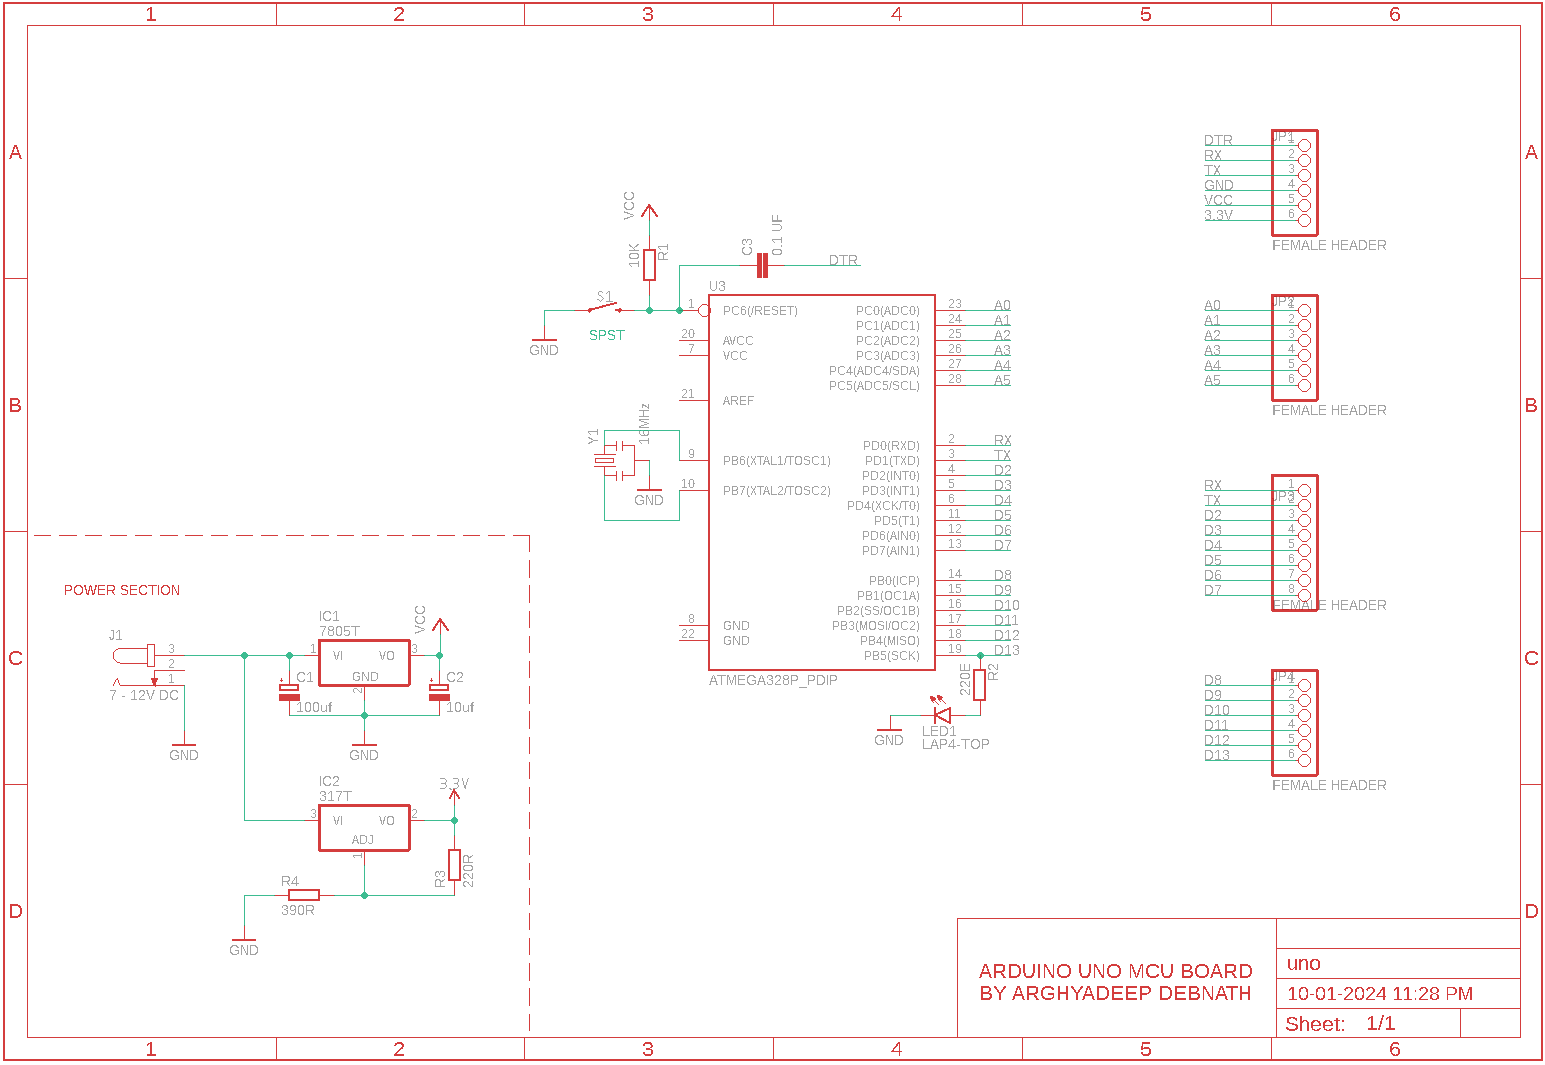 1 2 3 4 5 6
A
A
B
B
C
C
D
D
VCC
10K
R1
C3
0.1 UF
DTR
S1
SPST
GND
U3
1 PC6(/RESET)
20 AVCC
7 VCC
21 AREF
9 PB6(XTAL1/TOSC1)
10 PB7(XTAL2/TOSC2)
8 GND
22 GND
PC0(ADC0) 23 A0
PC1(ADC1) 24 A1
PC2(ADC2) 25 A2
PC3(ADC3) 26 A3
PC4(ADC4/SDA) 27 A4
PC5(ADC5/SCL) 28 A5
PD0(RXD) 2 RX
PD1(TXD) 3 TX
PD2(INT0) 4 D2
PD3(INT1) 5 D3
PD4(XCK/T0) 6 D4
PD5(T1) 11 D5
PD6(AIN0) 12 D6
PD7(AIN1) 13 D7
PB0(ICP) 14 D8
PB1(OC1A) 15 D9
PB2(SS/OC1B) 16 D10
PB3(MOSI/OC2) 17 D11
PB4(MISO) 18 D12
PB5(SCK) 19 D13
ATMEGA328P_PDIP
Y1
16MHz
GND
220E
R2
LED1
LAP4-TOP
GND
JP1
DTR 1
RX 2
TX 3
GND 4
VCC 5
3.3V 6
FEMALE HEADER
JP2
A0 1
A1 2
A2 3
A3 4
A4 5
A5 6
FEMALE HEADER
JP3
RX 1
TX 2
D2 3
D3 4
D4 5
D5 6
D6 7
D7 8
FEMALE HEADER
JP4
D8 1
D9 2
D10 3
D11 4
D12 5
D13 6
FEMALE HEADER
POWER SECTION
J1
3
2
1
7 - 12V DC
GND
IC1
7805T
1 VI VO 3
GND
2
VCC
C1
100uf
C2
10uf
GND
IC2
317T
3 VI VO 2
ADJ
1
3.3V
R3
220R
R4
390R
GND
ARDUINO UNO MCU BOARD
BY ARGHYADEEP DEBNATH
uno
10-01-2024 11:28 PM
Sheet: 1/1
1 2 3 4 5 6